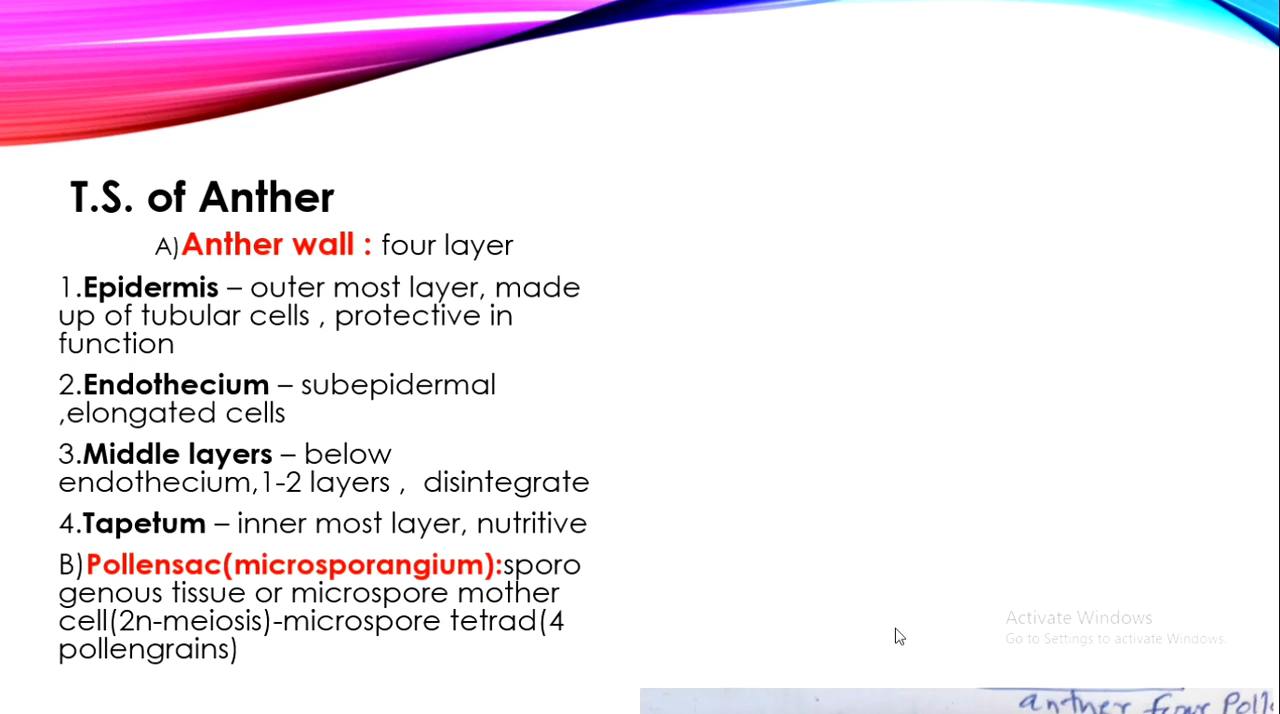 T.S. of Anther
A)Anther wall : four layer
1.Epidermis – outer most layer, made
up of tubular cells , protective in
function
2.Endothecium – subepidermal
,elongated cells
3.Middle layers – below
endothecium,1-2 layers , disintegrate
4.Tapetum – inner most layer, nutritive
B)Pollensac(microsporangium):sporo
genous tissue or microspore mother
cell(2n-meiosis)-microspore tetrad(4
pollengrains)
Activate Windows
Go to Settings to activate Windows.
anther four